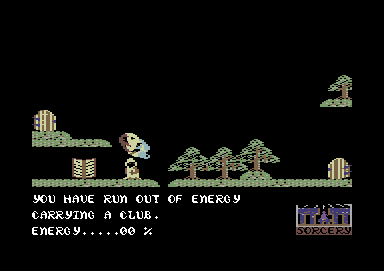 YOU HAVE RUN OUT OF ENERGY
CARRYING A CLUB.
ENERGY.....00 %
SORCERY